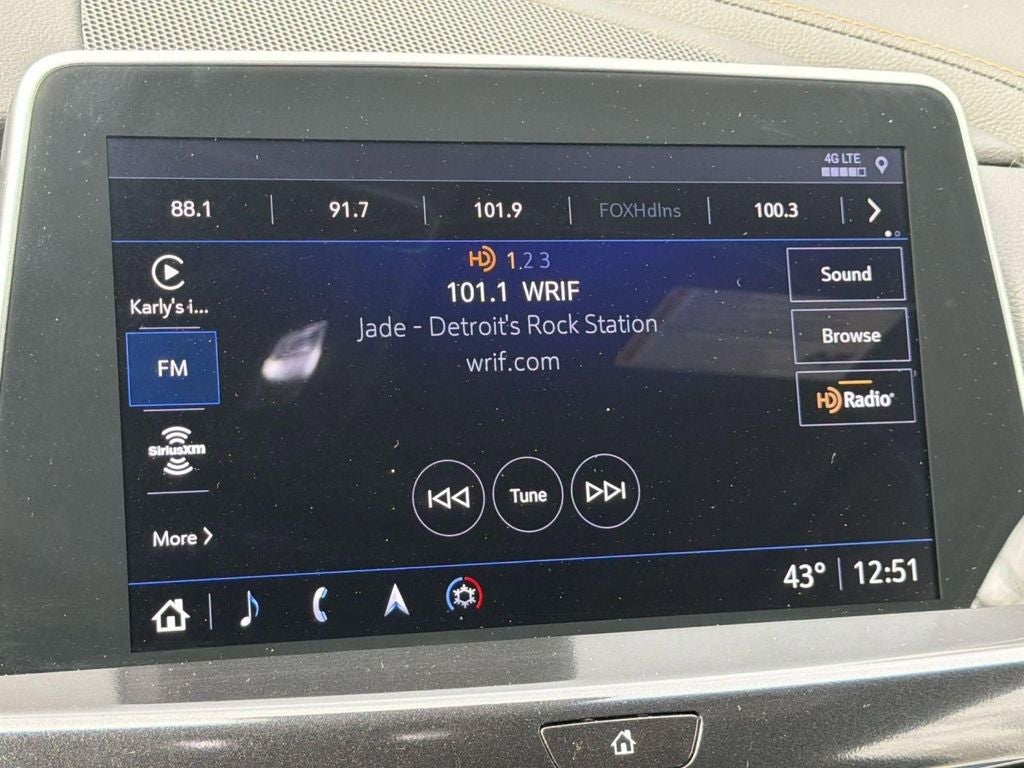 4G LTE
88.1 91.7 101.9 FOXHdlns 100.3
HD 1 2 3
101.1 WRIF
Jade - Detroit's Rock Station
wrif.com
Karly's i...
FM
SiriusXM
More
Sound
Browse
HD Radio®
Tune
43° 12:51